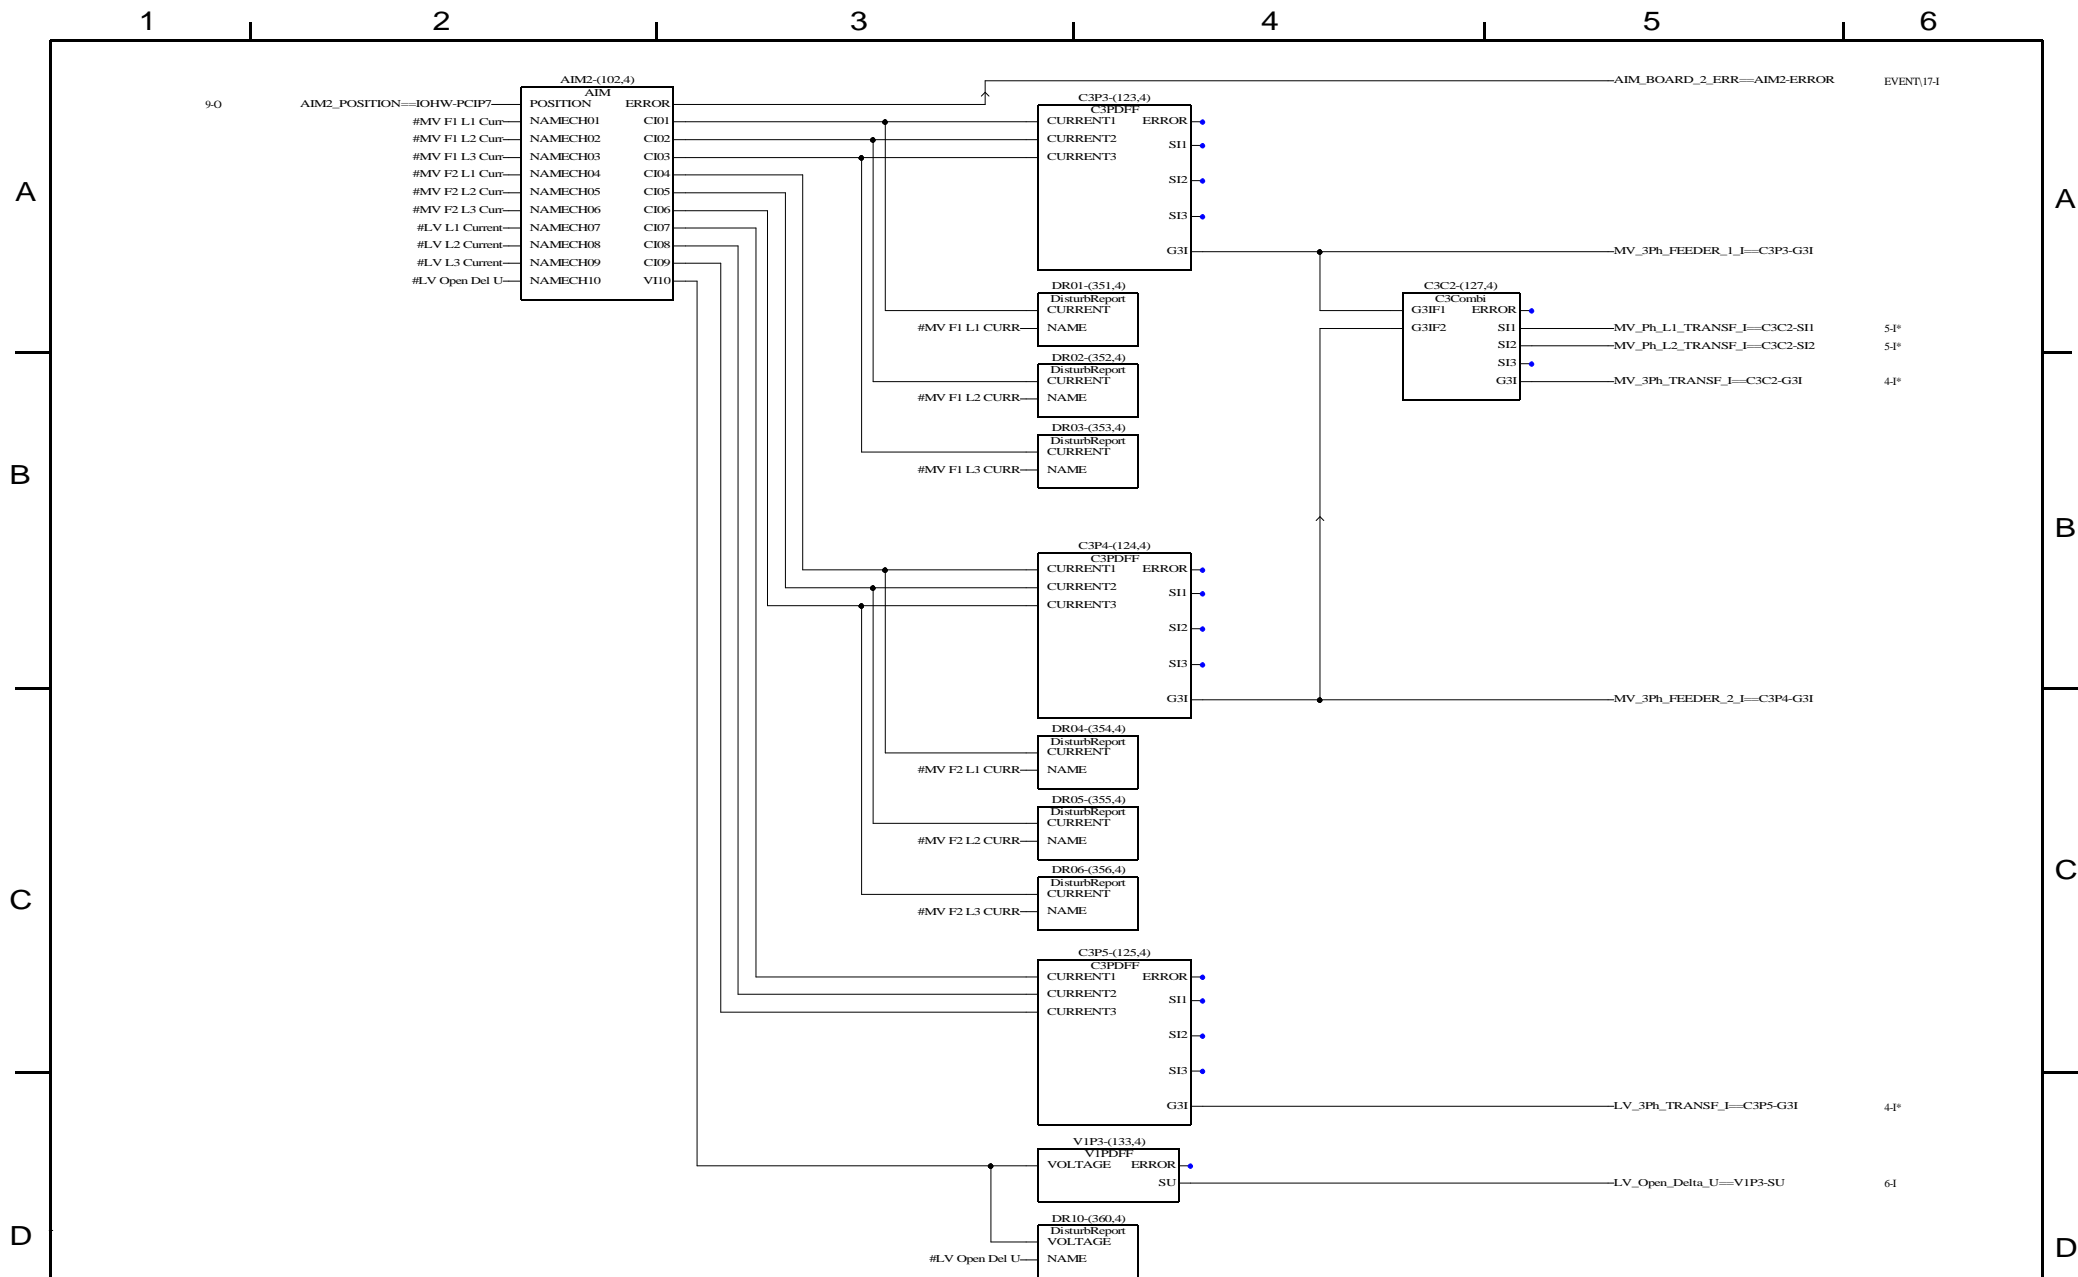 1 2 3 4 5 6
AIM2-(102,4)
AIM
9-O AIM2_POSITION==IOHW-PCIP7 POSITION ERROR AIM_BOARD_2_ERR==AIM2-ERROR EVENT\17-I
#MV F1 L1 Curr NAMECH01 CI01
#MV F1 L2 Curr NAMECH02 CI02
#MV F1 L3 Curr NAMECH03 CI03
#MV F2 L1 Curr NAMECH04 CI04
#MV F2 L2 Curr NAMECH05 CI05
#MV F2 L3 Curr NAMECH06 CI06
#LV L1 Current NAMECH07 CI07
#LV L2 Current NAMECH08 CI08
#LV L3 Current NAMECH09 CI09
#LV Open Del U NAMECH10 VI10
C3P3-(123,4)
C3PDFF
CURRENT1 ERROR
CURRENT2 SI1
CURRENT3
SI2
SI3
G3I MV_3Ph_FEEDER_1_I==C3P3-G3I
A A
DR01-(351,4)
DisturbReport
CURRENT
#MV F1 L1 CURR NAME
C3C2-(127,4)
C3Combi
G3IF1 ERROR
G3IF2 SI1 MV_Ph_L1_TRANSF_I==C3C2-SI1 5-I*
SI2 MV_Ph_L2_TRANSF_I==C3C2-SI2 5-I*
SI3
G3I MV_3Ph_TRANSF_I==C3C2-G3I 4-I*
DR02-(352,4)
DisturbReport
CURRENT
#MV F1 L2 CURR NAME
DR03-(353,4)
DisturbReport
CURRENT
#MV F1 L3 CURR NAME
B B
C3P4-(124,4)
C3PDFF
CURRENT1 ERROR
CURRENT2 SI1
CURRENT3
SI2
SI3
G3I MV_3Ph_FEEDER_2_I==C3P4-G3I
DR04-(354,4)
DisturbReport
CURRENT
#MV F2 L1 CURR NAME
DR05-(355,4)
DisturbReport
CURRENT
#MV F2 L2 CURR NAME
DR06-(356,4)
DisturbReport
CURRENT
#MV F2 L3 CURR NAME
C C
C3P5-(125,4)
C3PDFF
CURRENT1 ERROR
CURRENT2 SI1
CURRENT3
SI2
SI3
G3I LV_3Ph_TRANSF_I==C3P5-G3I 4-I*
V1P3-(133,4)
V1PDFF
VOLTAGE ERROR
SU LV_Open_Delta_U==V1P3-SU 6-I
DR10-(360,4)
DisturbReport
VOLTAGE
#LV Open Del U NAME
D D